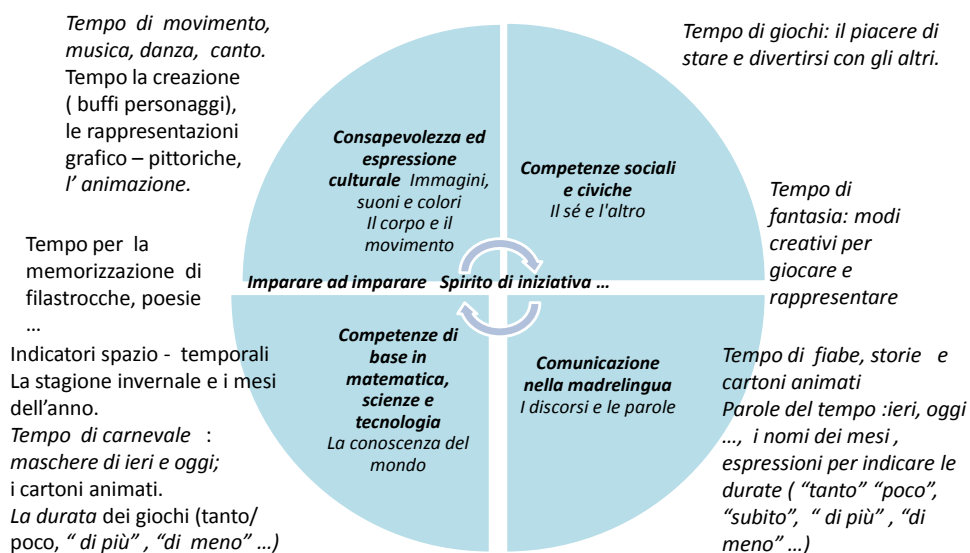 Tempo di movimento,
musica, danza, canto.
Tempo la creazione
( buffi personaggi),
le rappresentazioni
grafico – pittoriche,
l’ animazione.
Tempo di giochi: il piacere di
stare e divertirsi con gli altri.
Consapevolezza ed
espressione
culturale Immagini,
suoni e colori
Il corpo e il
movimento
Competenze sociali
e civiche
Il sé e l'altro
Tempo di
fantasia: modi
creativi per
giocare e
rappresentare
Tempo per la
memorizzazione di
filastrocche, poesie
…
Imparare ad imparare Spirito di iniziativa …
Indicatori spazio - temporali
La stagione invernale e i mesi
dell’anno.
Tempo di carnevale :
maschere di ieri e oggi;
i cartoni animati.
La durata dei giochi (tanto/
poco, “ di più” , “di meno” …)
Competenze di
base in
matematica,
scienze e
tecnologia
La conoscenza del
mondo
Comunicazione
nella madrelingua
I discorsi e le parole
Tempo di fiabe, storie e
cartoni animati
Parole del tempo :ieri, oggi
…, i nomi dei mesi ,
espressioni per indicare le
durate ( “tanto” “poco”,
“subito”, “ di più” , “di
meno” …)